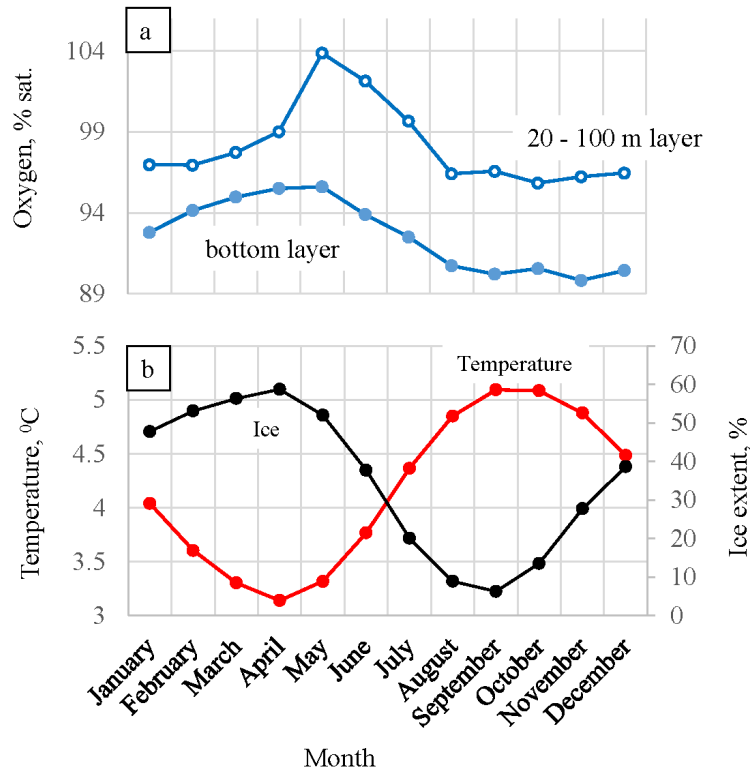 a
104
99
94
89
Oxygen, % sat.
20 - 100 m layer
bottom layer
b
5.5
5
4.5
4
3.5
3
Temperature, ⁰C
Temperature
Ice
70
60
50
40
30
20
10
0
Ice extent, %
January
February
March
April
May
June
July
August
September
October
November
December
Month